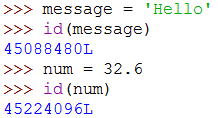 >>> message = 'Hello'
>>> id(message)
45088480L
>>> num = 32.6
>>> id(num)
45224096L